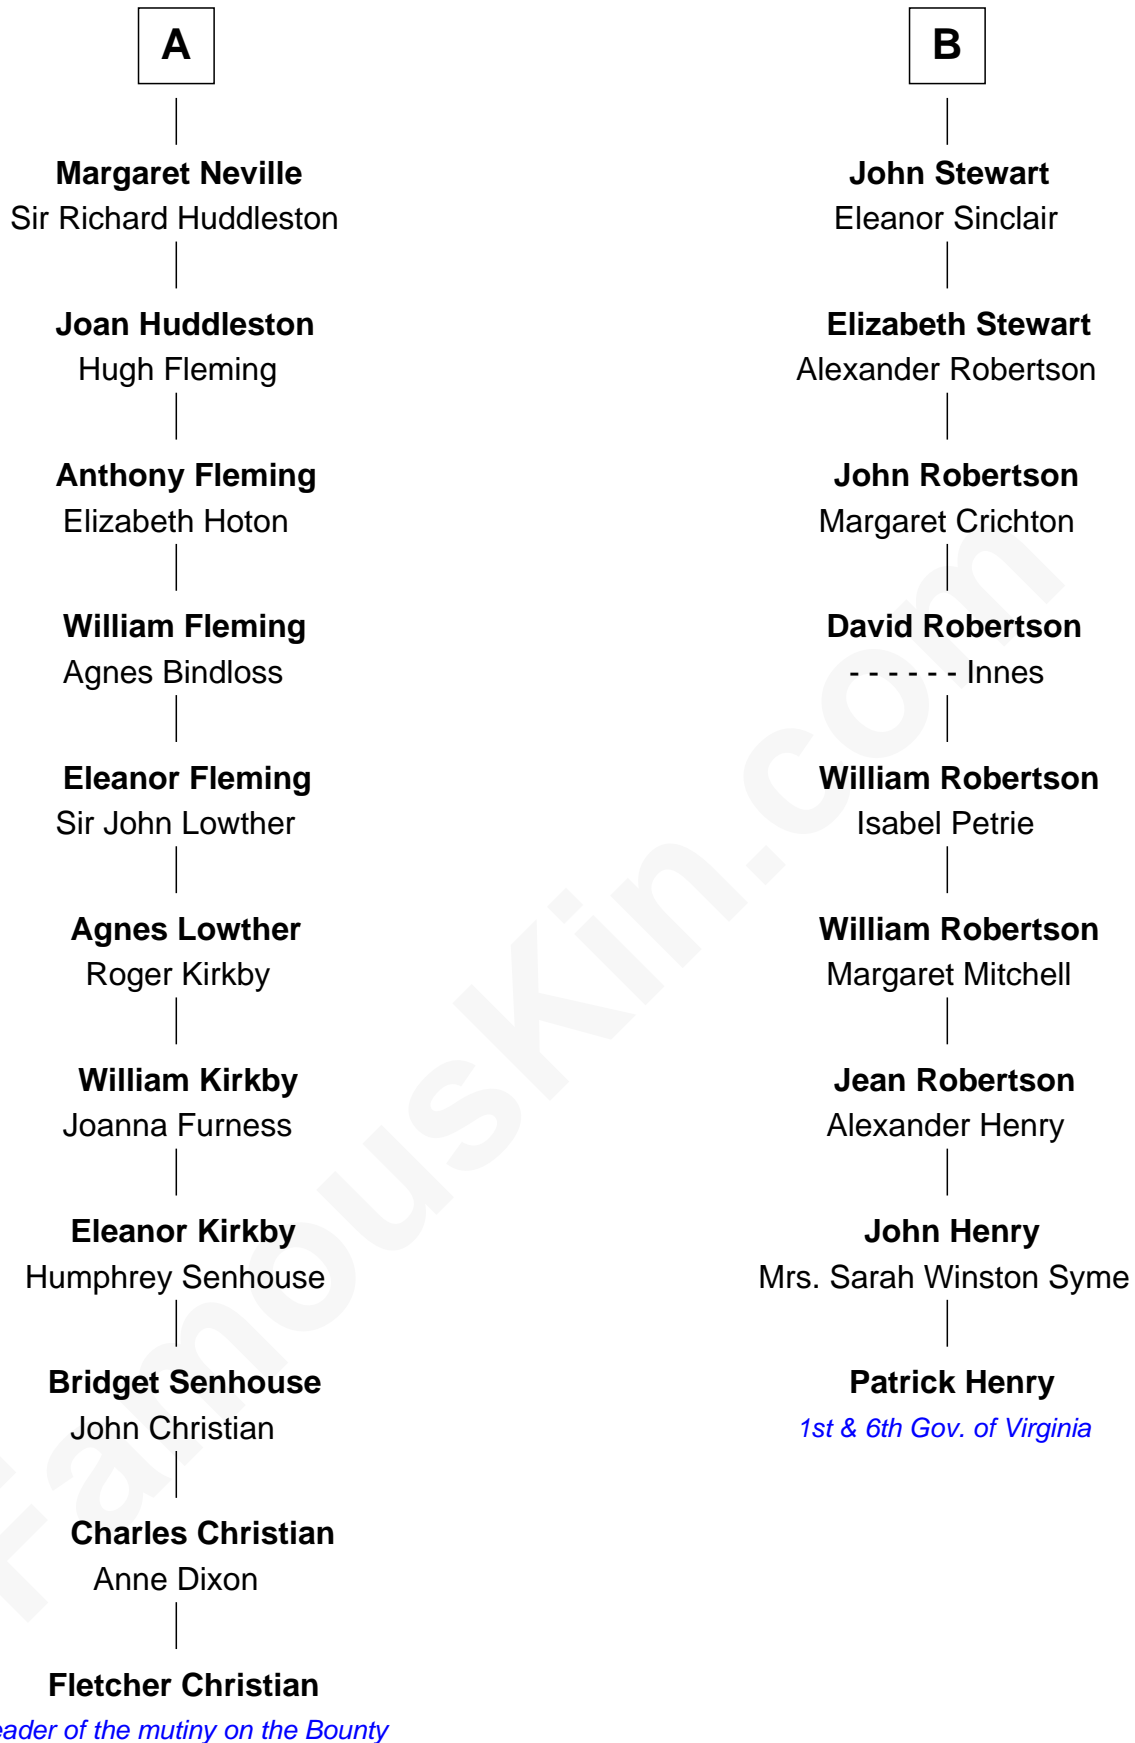 A
Margaret Neville
Sir Richard Huddleston
Joan Huddleston
Hugh Fleming
Anthony Fleming
Elizabeth Hoton
William Fleming
Agnes Bindloss
Eleanor Fleming
Sir John Lowther
Agnes Lowther
Roger Kirkby
William Kirkby
Joanna Furness
Eleanor Kirkby
Humphrey Senhouse
Bridget Senhouse
John Christian
Charles Christian
Anne Dixon
Fletcher Christian
eader of the mutiny on the Bounty
B
John Stewart
Eleanor Sinclair
Elizabeth Stewart
Alexander Robertson
John Robertson
Margaret Crichton
David Robertson
- - - - - - Innes
William Robertson
Isabel Petrie
William Robertson
Margaret Mitchell
Jean Robertson
Alexander Henry
John Henry
Mrs. Sarah Winston Syme
Patrick Henry
1st & 6th Gov. of Virginia
FamousKin.com